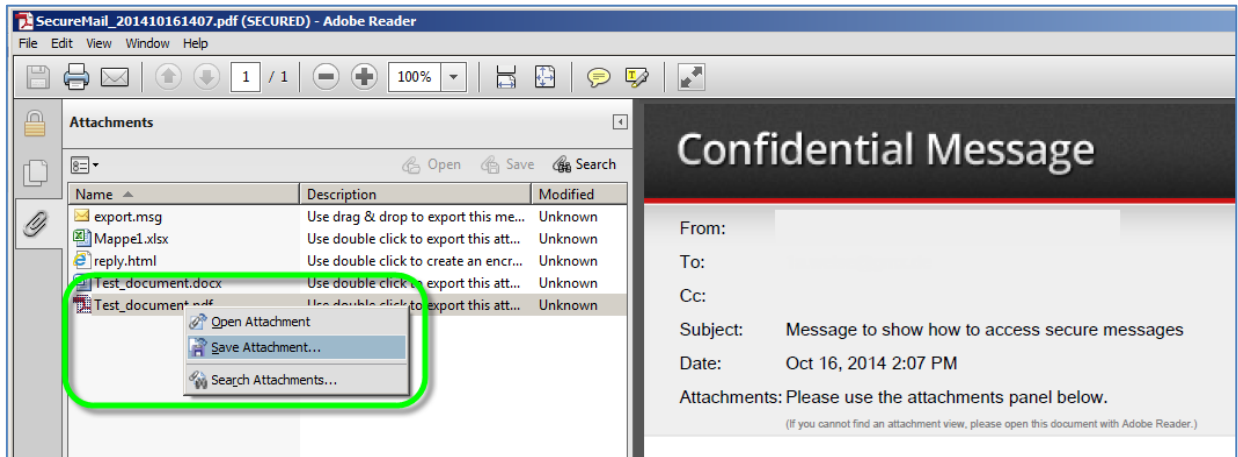 SecureMail_201410161407.pdf (SECURED) - Adobe Reader
File Edit View Window Help
1 / 1 100%
Attachments
Open Save Search
Name Description Modified
export.msg Use drag & drop to export this me... Unknown
Mappe1.xlsx Use double click to export this att... Unknown
reply.html Use double click to create an encr... Unknown
Test_document.docx Use double click to export this att... Unknown
Test_document.pdf Use double click to export this att... Unknown
Open Attachment
Save Attachment...
Search Attachments...
Confidential Message
From:
To:
Cc:
Subject: Message to show how to access secure messages
Date: Oct 16, 2014 2:07 PM
Attachments: Please use the attachments panel below.
(If you cannot find an attachment view, please open this document with Adobe Reader.)